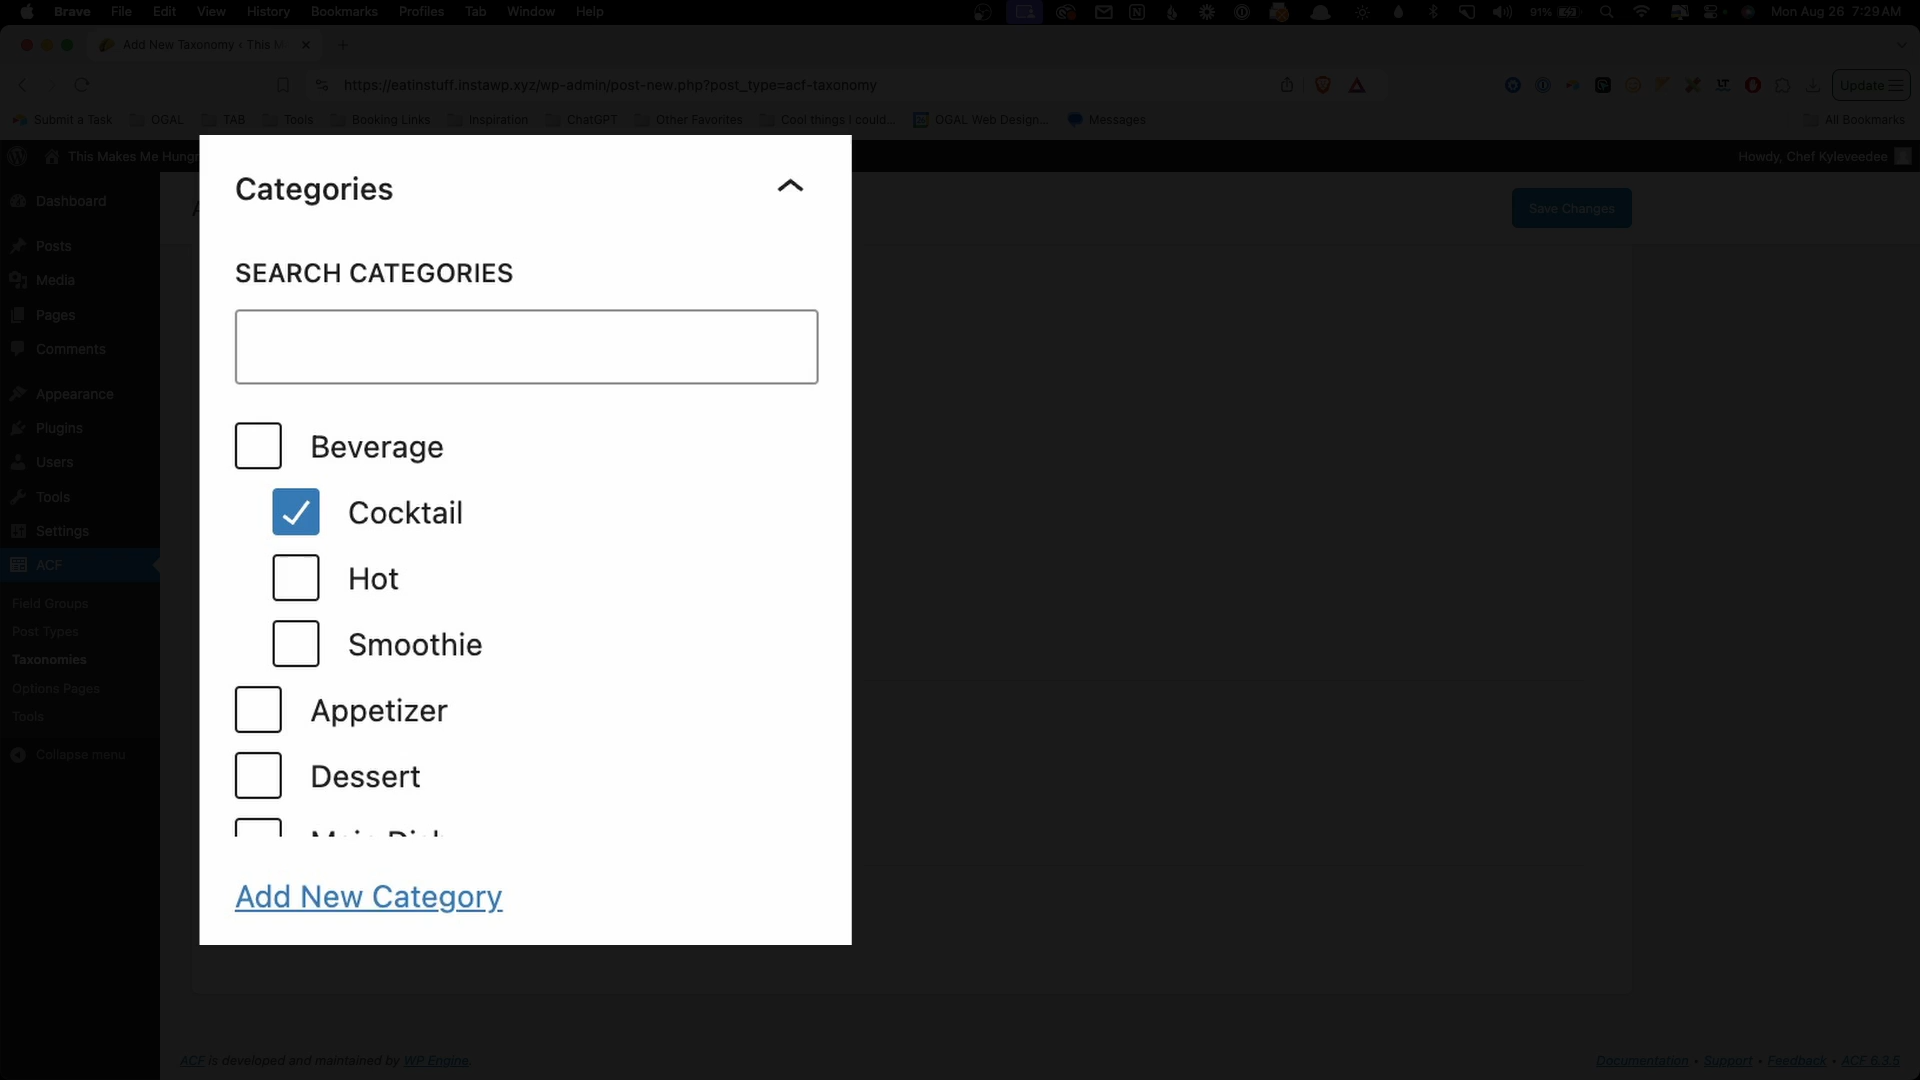 Brave File Edit View History Bookmarks Profiles Tab Window Help 91% Mon Aug 26 7:29 AM
Add New Taxonomy ‹ This M
https://eatinstuff.instawp.xyz/wp-admin/post-new.php?post_type=acf-taxonomy Update
Submit a Task OGAL TAB Tools Booking Links Inspiration ChatGPT Other Favorites Cool things I could... OGAL Web Design... Messages All Bookmarks
This Makes Me Hung Howdy, Chef Kyleveedee
Save Changes
Dashboard
Posts
Media
Pages
Comments
Appearance
Plugins
Users
Tools
Settings
ACF
Field Groups
Post Types
Taxonomies
Options Pages
Tools
Collapse menu
Categories
SEARCH CATEGORIES
Beverage
Cocktail
Hot
Smoothie
Appetizer
Dessert
Add New Category
ACF is developed and maintained by WP Engine.
Documentation • Support • Feedback • ACF 6.3.5